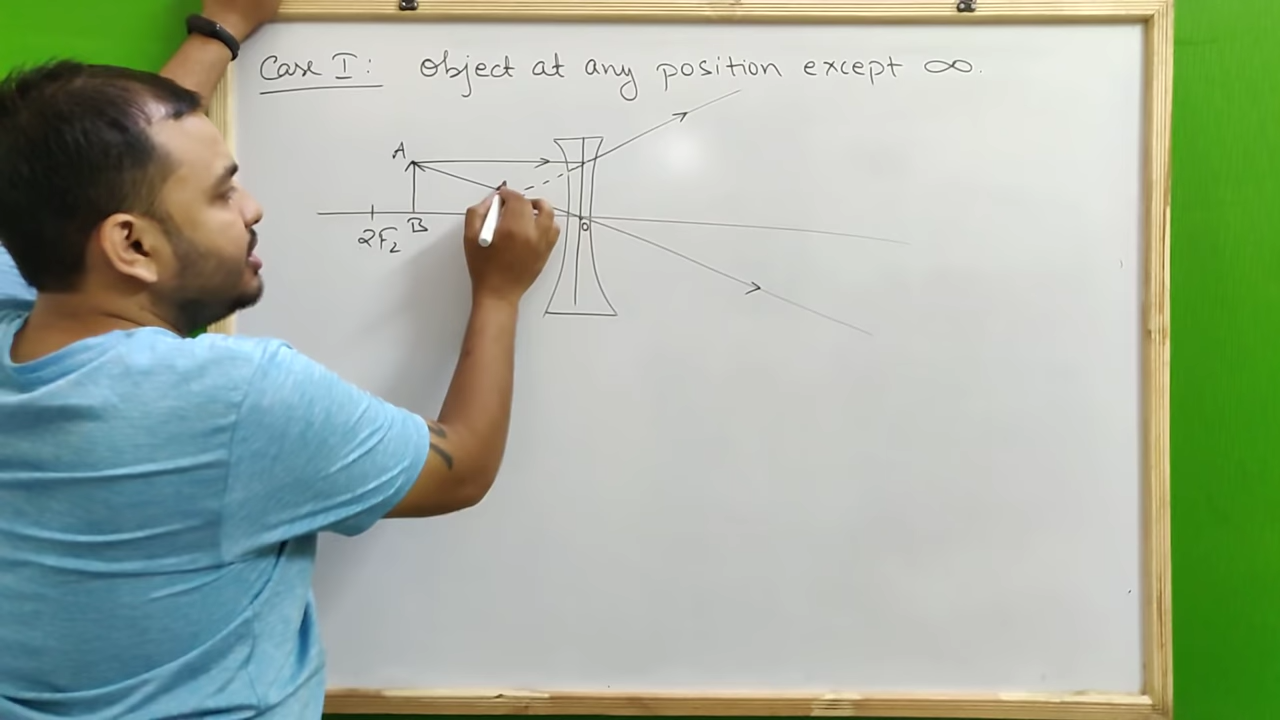 Case I: object at any position except ∞.
A
2F₂ B
O